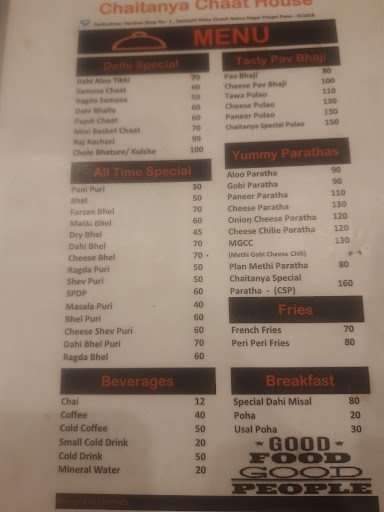 Chaitanya Chaat House
MENU
Delhi Special
Dahi Aloo Tikki 70
Samosa Chaat 60
Ragda Samosa 50
Dahi Bhalla 60
Papdi Chaat 60
Mini Basket Chaat 70
Raj Kachori 99
Chole Bhature/ Kulche 100
All Time Special
Pani Puri 30
Bhel 50
Farsan Bhel 70
Matki Bhel 60
Dry Bhel 45
Dahi Bhel 70
Cheese Bhel 70
Ragda Puri 50
Shev Puri 50
SPDP 60
Masala Puri 40
Bhel Puri 60
Cheese Shev Puri 60
Dahi Bhel Puri 70
Ragda Bhel 60
Beverages
Chai 12
Coffee 40
Cold Coffee 50
Small Cold Drink 20
Cold Drink 50
Mineral Water 20
Tasty Pav Bhaji
Pav Bhaji 80
Cheese Pav Bhaji 100
Tawa Pulao 110
Cheese Pulao 130
Paneer Pulao 130
Chaitanya Special Pulao 150
Yummy Parathas
Aloo Paratha 90
Gobi Paratha 90
Paneer Paratha 110
Cheese Paratha 130
Onion Cheese Paratha 120
Cheese Chilie Paratha 120
MGCC 130
(Methi Gobi Cheese Chili)
Plan Methi Paratha 80
Chaitanya Special
Paratha - (CSP) 160
Fries
French Fries 70
Peri Peri Fries 80
Breakfast
Special Dahi Misal 80
Poha 20
Usal Poha 30
GOOD
FOOD
GOOD
PEOPLE